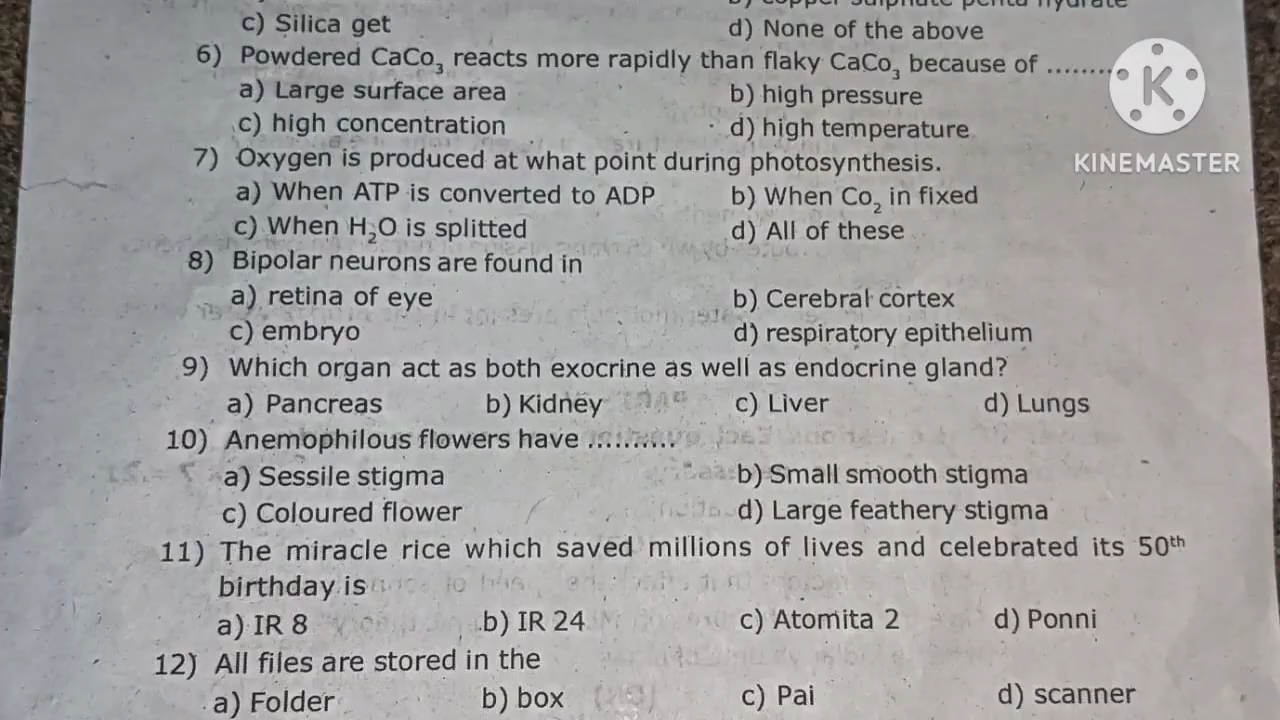 b) copper sulphate penta hydrate
c) Silica get
d) None of the above
6) Powdered CaCo₃ reacts more rapidly than flaky CaCo₃ because of ........
a) Large surface area
b) high pressure
c) high concentration
d) high temperature
7) Oxygen is produced at what point during photosynthesis.
a) When ATP is converted to ADP
b) When Co₂ in fixed
c) When H₂O is splitted
d) All of these
8) Bipolar neurons are found in
a) retina of eye
b) Cerebral cortex
c) embryo
d) respiratory epithelium
9) Which organ act as both exocrine as well as endocrine gland?
a) Pancreas b) Kidney c) Liver d) Lungs
10) Anemophilous flowers have ..........
a) Sessile stigma
b) Small smooth stigma
c) Coloured flower
d) Large feathery stigma
11) The miracle rice which saved millions of lives and celebrated its 50th
birthday is
a) IR 8 b) IR 24 c) Atomita 2 d) Ponni
12) All files are stored in the
a) Folder b) box c) Pai d) scanner
K
KINEMASTER